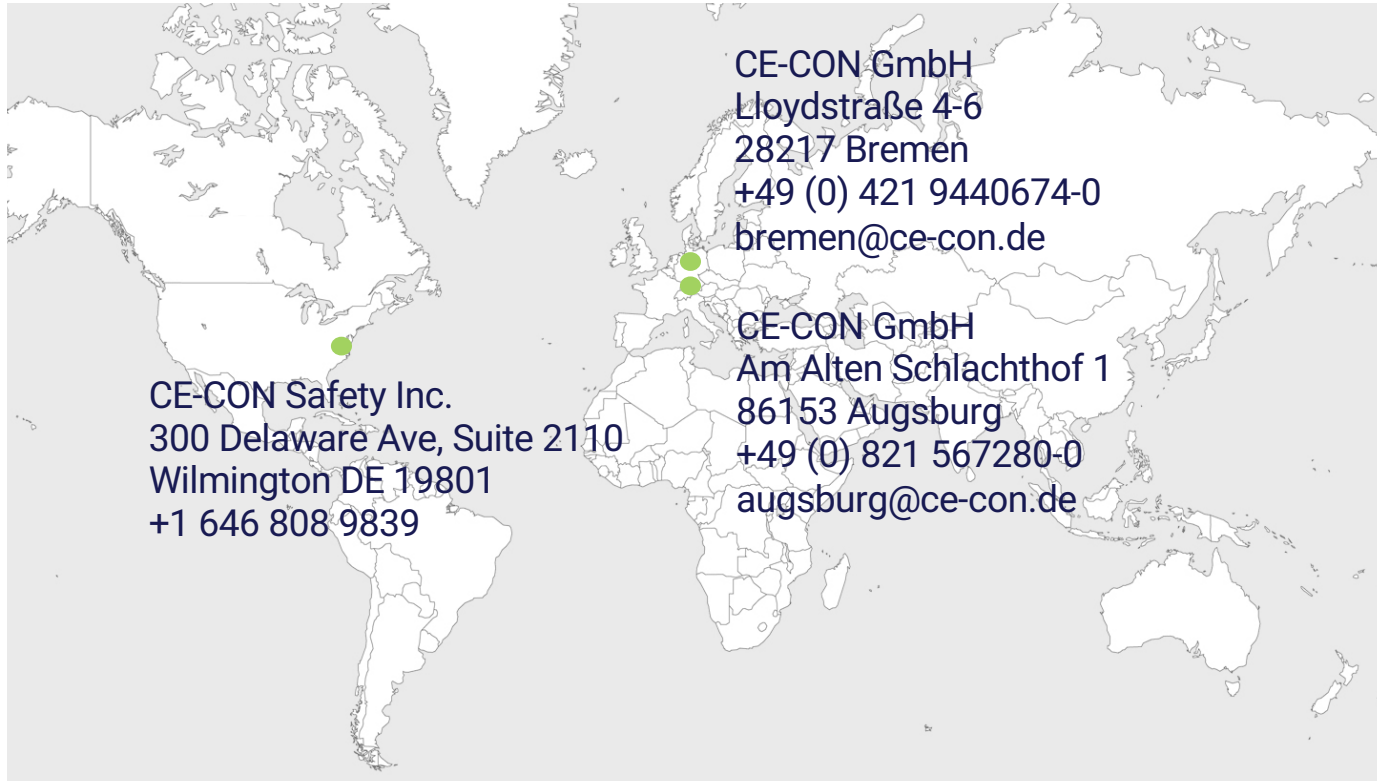 CE-CON GmbH
Lloydstraße 4-6
28217 Bremen
+49 (0) 421 9440674-0
bremen@ce-con.de
CE-CON GmbH
Am Alten Schlachthof 1
86153 Augsburg
+49 (0) 821 567280-0
augsburg@ce-con.de
CE-CON Safety Inc.
300 Delaware Ave, Suite 2110
Wilmington DE 19801
+1 646 808 9839